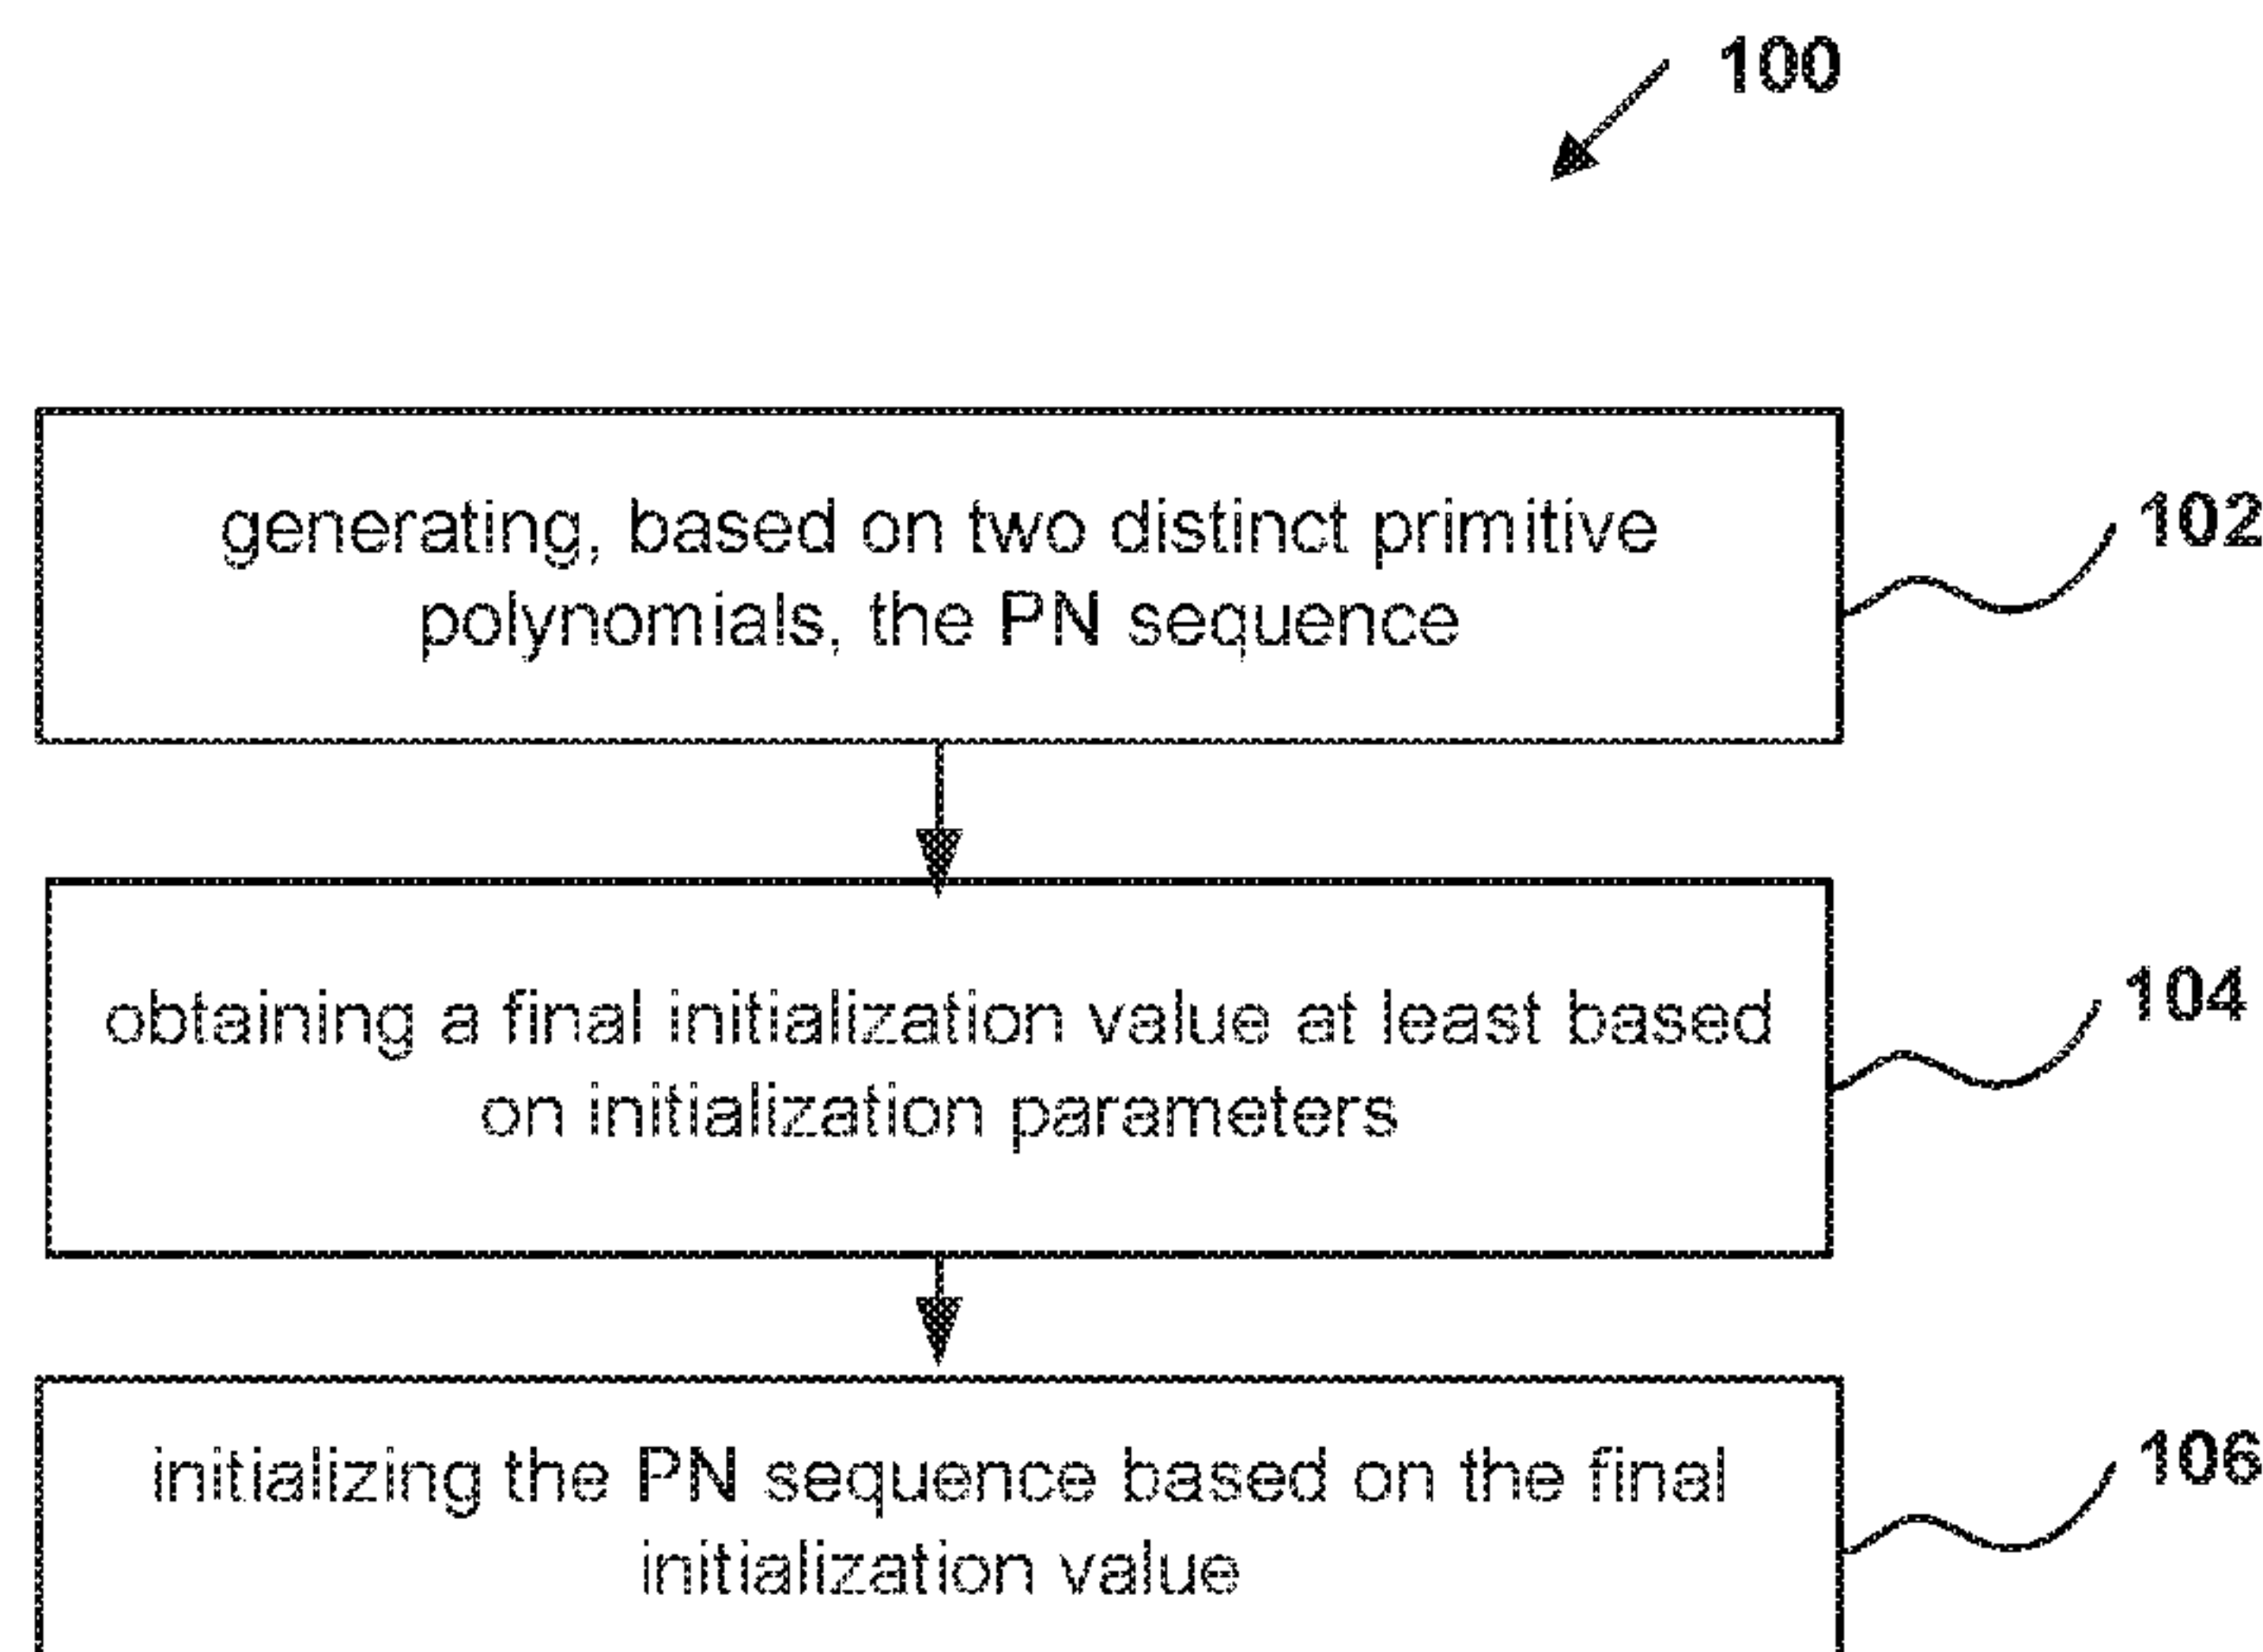 100
generating, based on two distinct primitive
polynomials, the PN sequence
102
obtaining a final initialization value at least based
on initialization parameters
104
initializing the PN sequence based on the final
initialization value
106